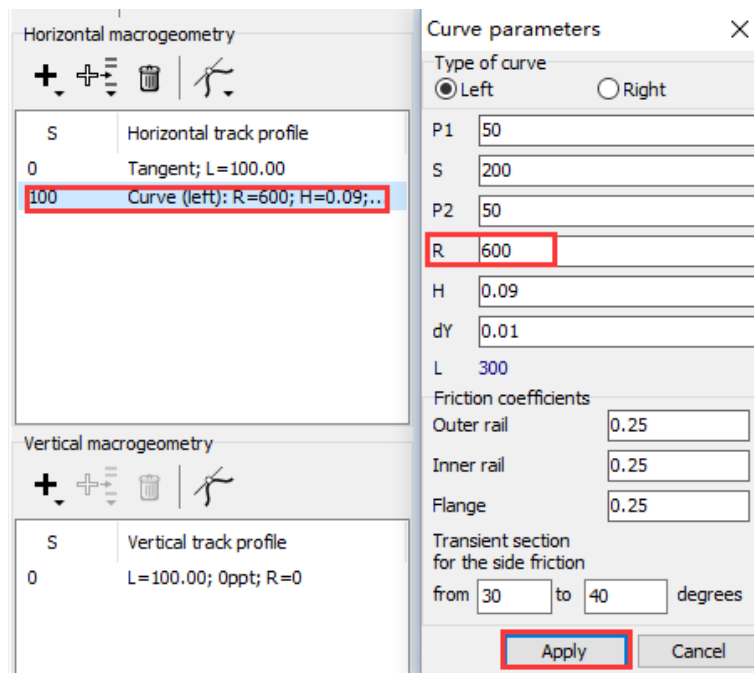 Horizontal macrogeometry
S Horizontal track profile
0 Tangent; L=100.00
100 Curve (left): R=600; H=0.09;..
Vertical macrogeometry
S Vertical track profile
0 L=100.00; 0ppt; R=0
Curve parameters
Type of curve
Left Right
P1 50
S 200
P2 50
R 600
H 0.09
dY 0.01
L 300
Friction coefficients
Outer rail 0.25
Inner rail 0.25
Flange 0.25
Transient section
for the side friction
from 30 to 40 degrees
Apply Cancel